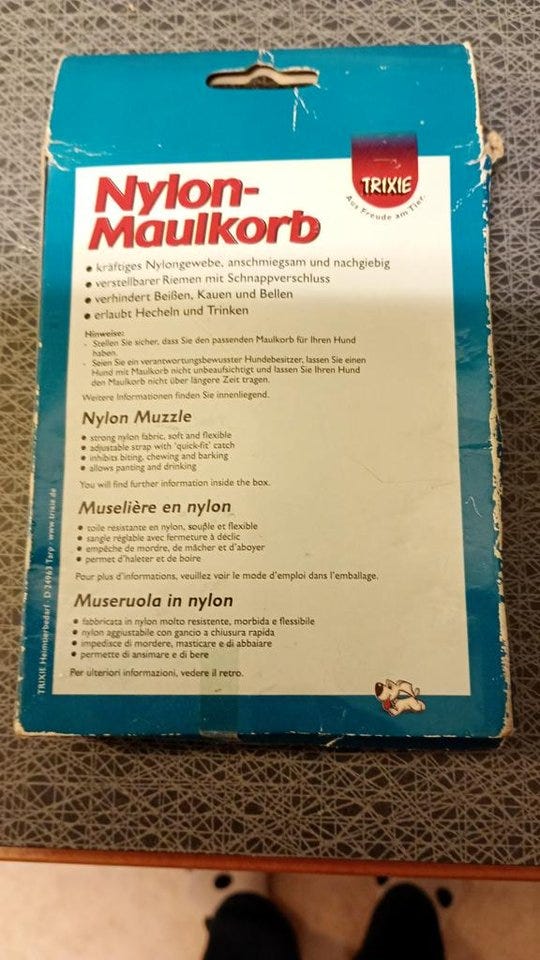 TRIXIE
Aus Freude am Tier.
Nylon-
Maulkorb
• kräftiges Nylongewebe, anschmiegsam und nachgiebig
• verstellbarer Riemen mit Schnappverschluss
• verhindert Beißen, Kauen und Bellen
• erlaubt Hecheln und Trinken
Hinweise:
- Stellen Sie sicher, dass Sie den passenden Maulkorb für Ihren Hund
haben.
- Seien Sie ein verantwortungsbewusster Hundebesitzer, lassen Sie einen
Hund mit Maulkorb nicht unbeaufsichtigt und lassen Sie Ihren Hund
den Maulkorb nicht über längere Zeit tragen.
Weitere Informationen finden Sie innenliegend.
Nylon Muzzle
• strong nylon fabric, soft and flexible
• adjustable strap with 'quick-fit' catch
• inhibits biting, chewing and barking
• allows panting and drinking
You will find further information inside the box.
Muselière en nylon
• toile résistante en nylon, souple et flexible
• sangle réglable avec fermeture à déclic
• empêche de mordre, de mâcher et d'aboyer
• permet d'haleter et de boire
Pour plus d'informations, veuillez voir le mode d'emploi dans l'emballage.
Museruola in nylon
• fabbricata in nylon molto resistente, morbida e flessibile
• nylon aggiustabile con gancio a chiusura rapida
• impedisce di mordere, masticare e di abbaiare
• permette di ansimare e di bere
Per ulteriori informazioni, vedere il retro.
TRIXIE Heimtierbedarf · D 24963 Tarp · www.trixie.de